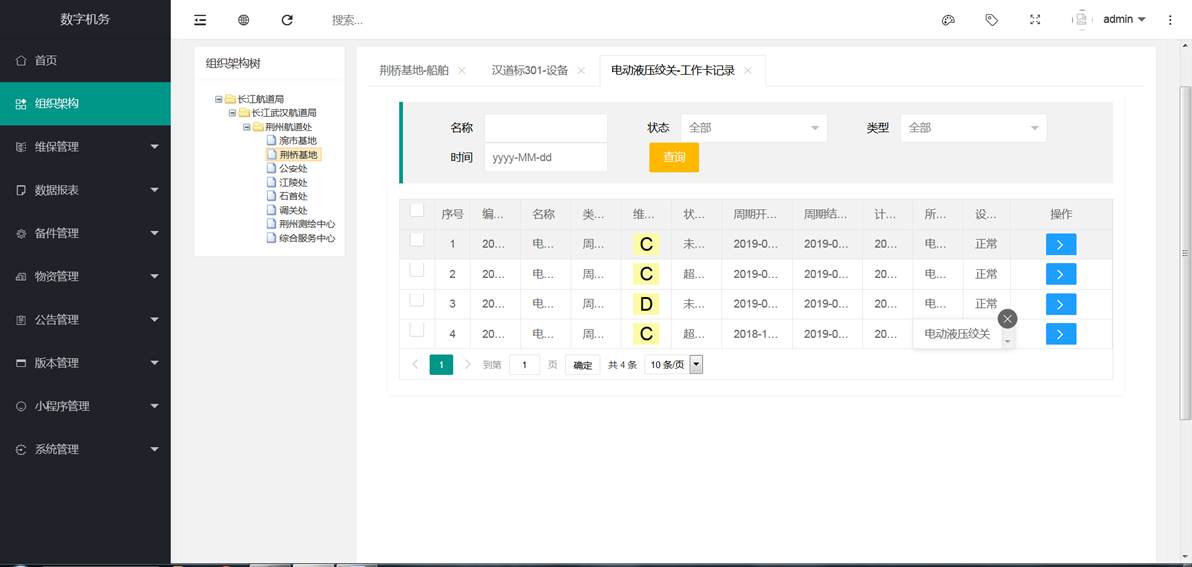 数字机务
搜索...
admin
首页
组织架构
维保管理
数据报表
备件管理
物资管理
公告管理
版本管理
小程序管理
系统管理
组织架构树
长江航道局
长江武汉航道局
荆州航道处
涴市基地
荆桥基地
公安处
江陵处
石首处
调关处
荆州测绘中心
综合服务中心
荆桥基地-船舶 汉道标301-设备 电动液压绞关-工作卡记录
名称 状态 全部 类型 全部
时间 yyyy-MM-dd 查询
序号 编... 名称 类... 维... 状... 周期开... 周期结... 计... 所... 设... 操作
1 20... 电... 周... C 未... 2019-0... 2019-0... 20... 电... 正常
2 20... 电... 周... C 超... 2019-0... 2019-0... 20... 电... 正常
3 20... 电... 周... D 未... 2019-0... 2019-0... 20... 电... 正常
4 20... 电... 周... C 超... 2018-1... 2019-0... 20... 电动液压绞关
1 到第 1 页 确定 共 4 条 10 条/页